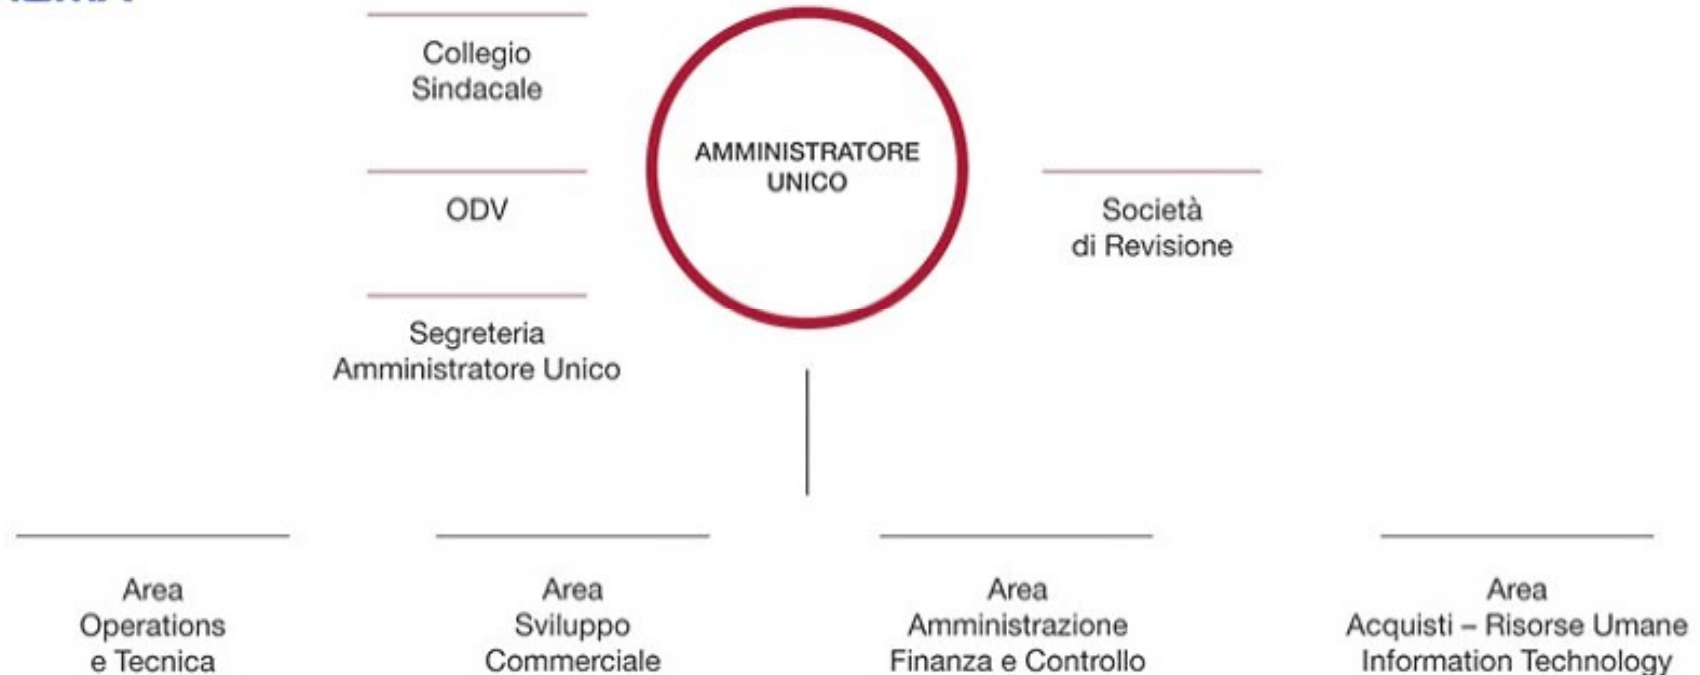 Collegio
Sindacale
AMMINISTRATORE
UNICO
ODV
Società
di Revisione
Segreteria
Amministratore Unico
Area
Operations
e Tecnica
Area
Sviluppo
Commerciale
Area
Amministrazione
Finanza e Controllo
Area
Acquisti – Risorse Umane
Information Technology